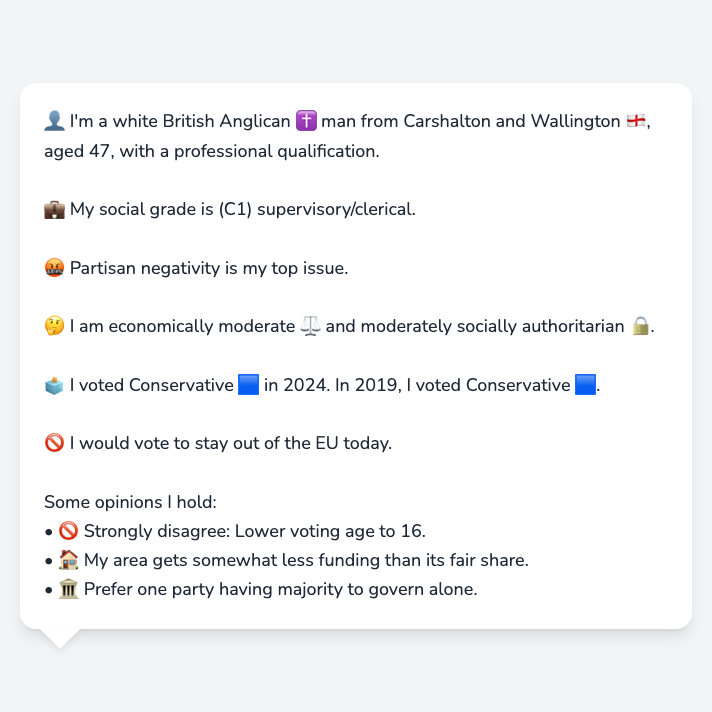 👤 I'm a white British Anglican ✝️ man from Carshalton and Wallington 🏴󠁧󠁢󠁥󠁮󠁧󠁿,
aged 47, with a professional qualification.
💼 My social grade is (C1) supervisory/clerical.
🤬 Partisan negativity is my top issue.
🤔 I am economically moderate ⚖️ and moderately socially authoritarian 🔒.
🗳️ I voted Conservative 🟦 in 2024. In 2019, I voted Conservative 🟦.
🚫 I would vote to stay out of the EU today.
Some opinions I hold:
• 🚫 Strongly disagree: Lower voting age to 16.
• 🏠 My area gets somewhat less funding than its fair share.
• 🏛️ Prefer one party having majority to govern alone.